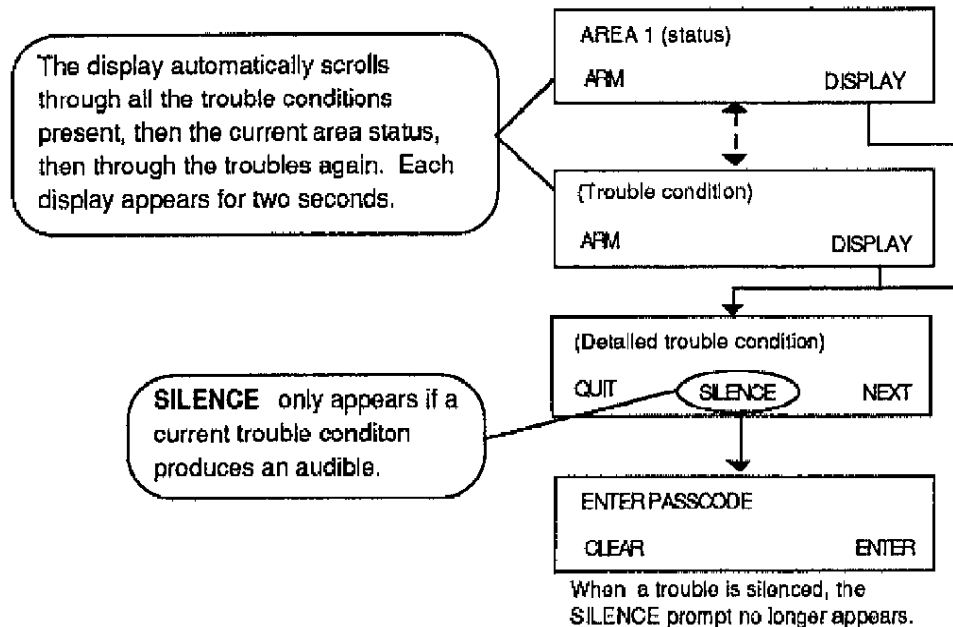 The display automatically scrolls
through all the trouble conditions
present, then the current area status,
then through the troubles again. Each
display appears for two seconds.
AREA 1 (status)
ARM DISPLAY
(Trouble condition)
ARM DISPLAY
(Detailed trouble condition)
QUIT SILENCE NEXT
SILENCE only appears if a
current trouble conditon
produces an audible.
ENTER PASSCODE
CLEAR ENTER
When a trouble is silenced, the
SILENCE prompt no longer appears.